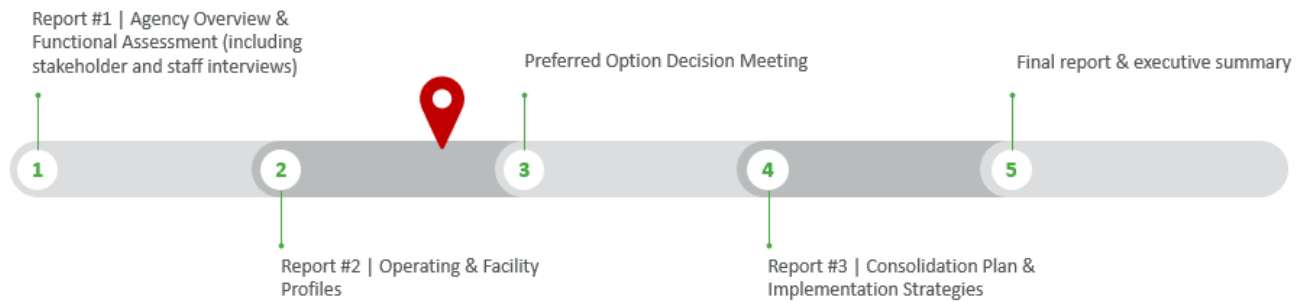 Report #1 | Agency Overview &
Functional Assessment (including
stakeholder and staff interviews)
Preferred Option Decision Meeting
Final report & executive summary
1
2
3
4
5
Report #2 | Operating & Facility
Profiles
Report #3 | Consolidation Plan &
Implementation Strategies